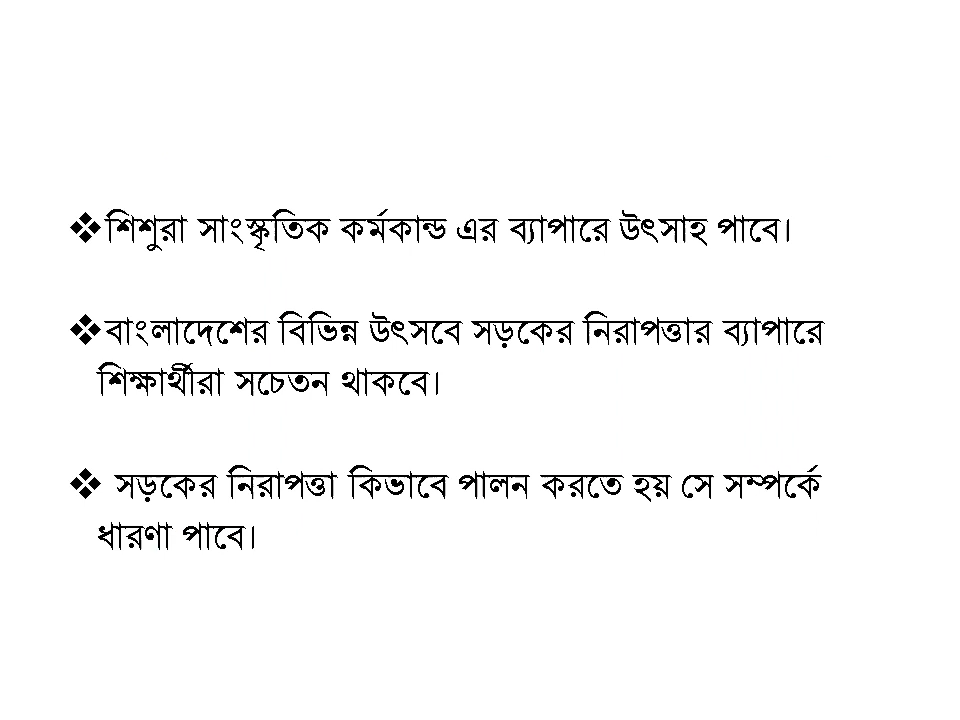 ❖শিশুরা সাংস্কৃতিক কর্মকান্ড এর ব্যাপারে উৎসাহ পাবে।
❖বাংলাদেশের বিভিন্ন উৎসবে সড়কের নিরাপত্তার ব্যাপারে
শিক্ষার্থীরা সচেতন থাকবে।
❖ সড়কের নিরাপত্তা কিভাবে পালন করতে হয় সে সম্পর্কে
ধারণা পাবে।